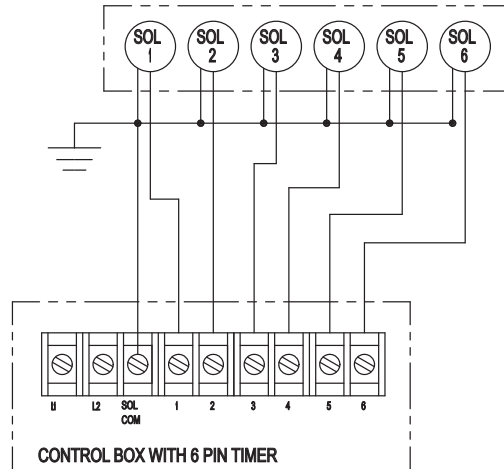 SOL SOL SOL SOL SOL SOL
1 2 3 4 5 6
L1 L2 SOL COM 1 2 3 4 5 6
CONTROL BOX WITH 6 PIN TIMER